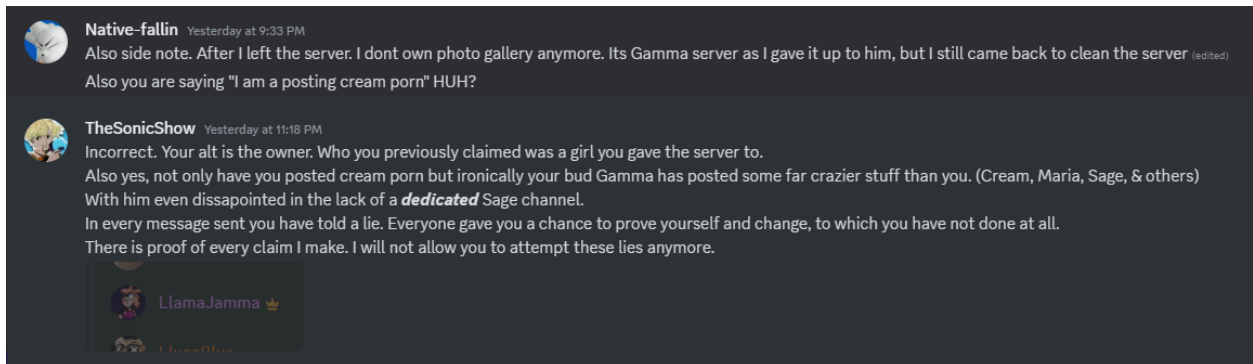 Native-fallin Yesterday at 9:33 PM
Also side note. After I left the server. I dont own photo gallery anymore. Its Gamma server as I gave it up to him, but I still came back to clean the server (edited)
Also you are saying "I am a posting cream porn" HUH?
TheSonicShow Yesterday at 11:18 PM
Incorrect. Your alt is the owner. Who you previously claimed was a girl you gave the server to.
Also yes, not only have you posted cream porn but ironically your bud Gamma has posted some far crazier stuff than you. (Cream, Maria, Sage, & others)
With him even dissapointed in the lack of a dedicated Sage channel.
In every message sent you have told a lie. Everyone gave you a chance to prove yourself and change, to which you have not done at all.
There is proof of every claim I make. I will not allow you to attempt these lies anymore.
LlamaJamma